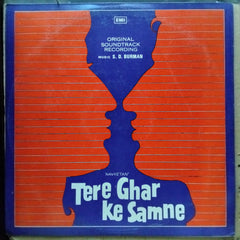 EMI
ORIGINAL
SOUNDTRACK
RECORDING
MUSIC S. D. BURMAN
NAVKETAN
Tere Ghar
ke Samne